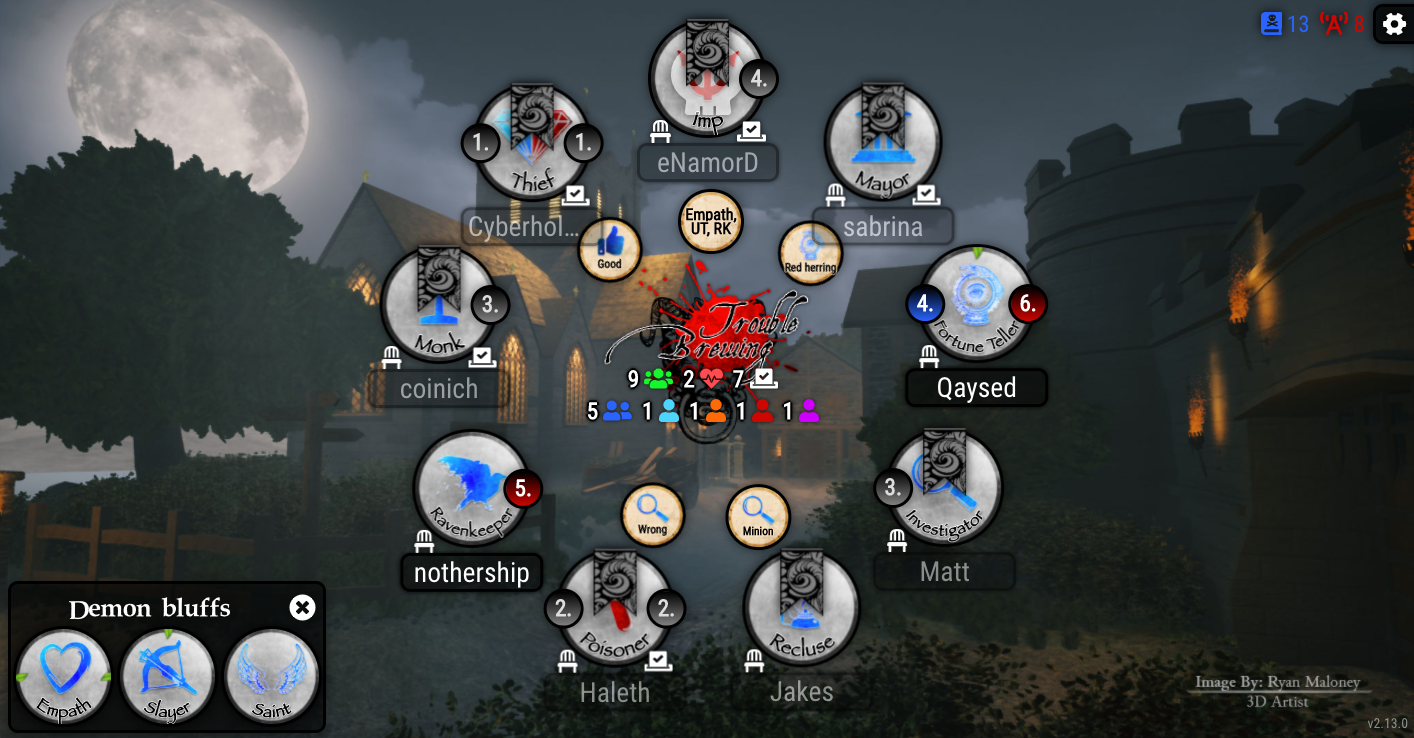 13 8
4.
Imp
eNamorD
1. 1.
Thief
Cyberhol...
Mayor
sabrina
Good
Empath,
UT, RK
Red herring
3.
Monk
coinich
4. 6.
Fortune Teller
Qaysed
Trouble
Brewing
9 2 7
5 1 1 1 1
5.
Ravenkeeper
nothership
3.
Investigator
Matt
Wrong
Minion
2. 2.
Poisoner
Haleth
Recluse
Jakes
Demon bluffs
Empath
Slayer
Saint
Image By: Ryan Maloney
3D Artist
v2.13.0